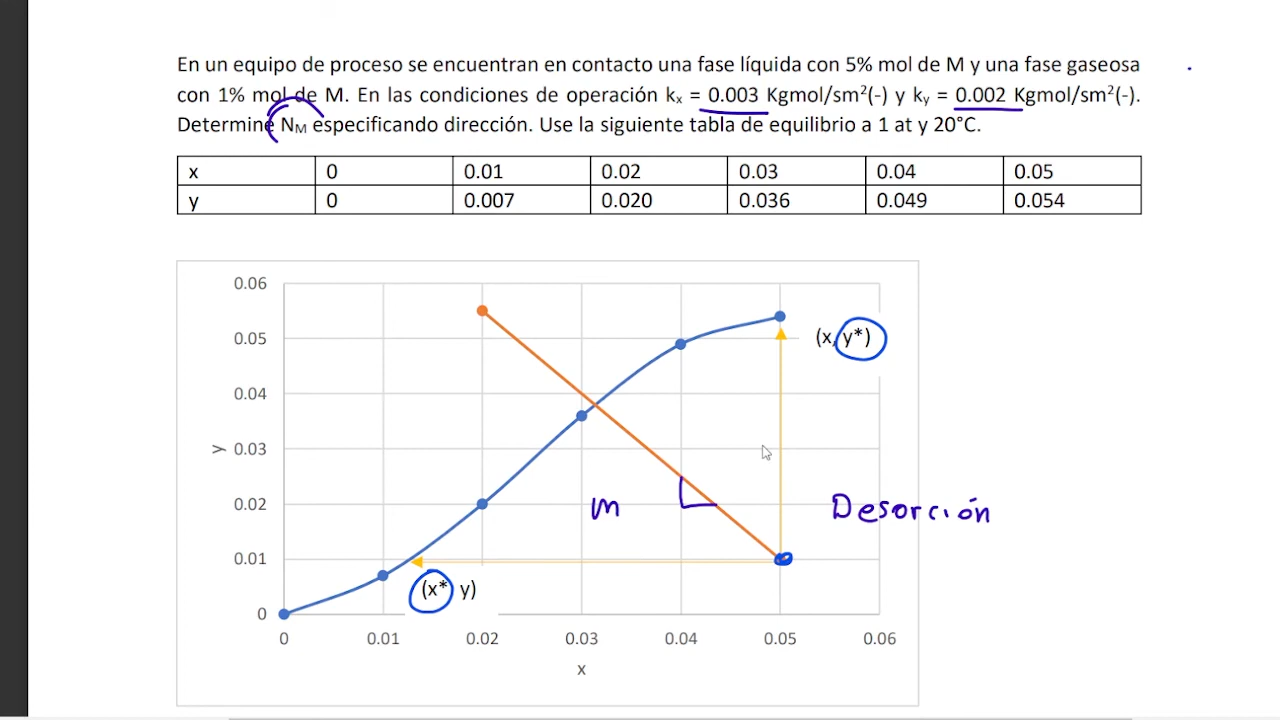 En un equipo de proceso se encuentran en contacto una fase líquida con 5% mol de M y una fase gaseosa
con 1% mol de M. En las condiciones de operación kx = 0.003 Kgmol/sm²(-) y ky = 0.002 Kgmol/sm²(-).
Determine NM especificando dirección. Use la siguiente tabla de equilibrio a 1 at y 20°C.
x 0 0.01 0.02 0.03 0.04 0.05
y 0 0.007 0.020 0.036 0.049 0.054
0.06
0.05
(x, y*)
0.04
y
0.03
0.02
m
Desorción
0.01
(x* y)
0
0 0.01 0.02 0.03 0.04 0.05 0.06
x